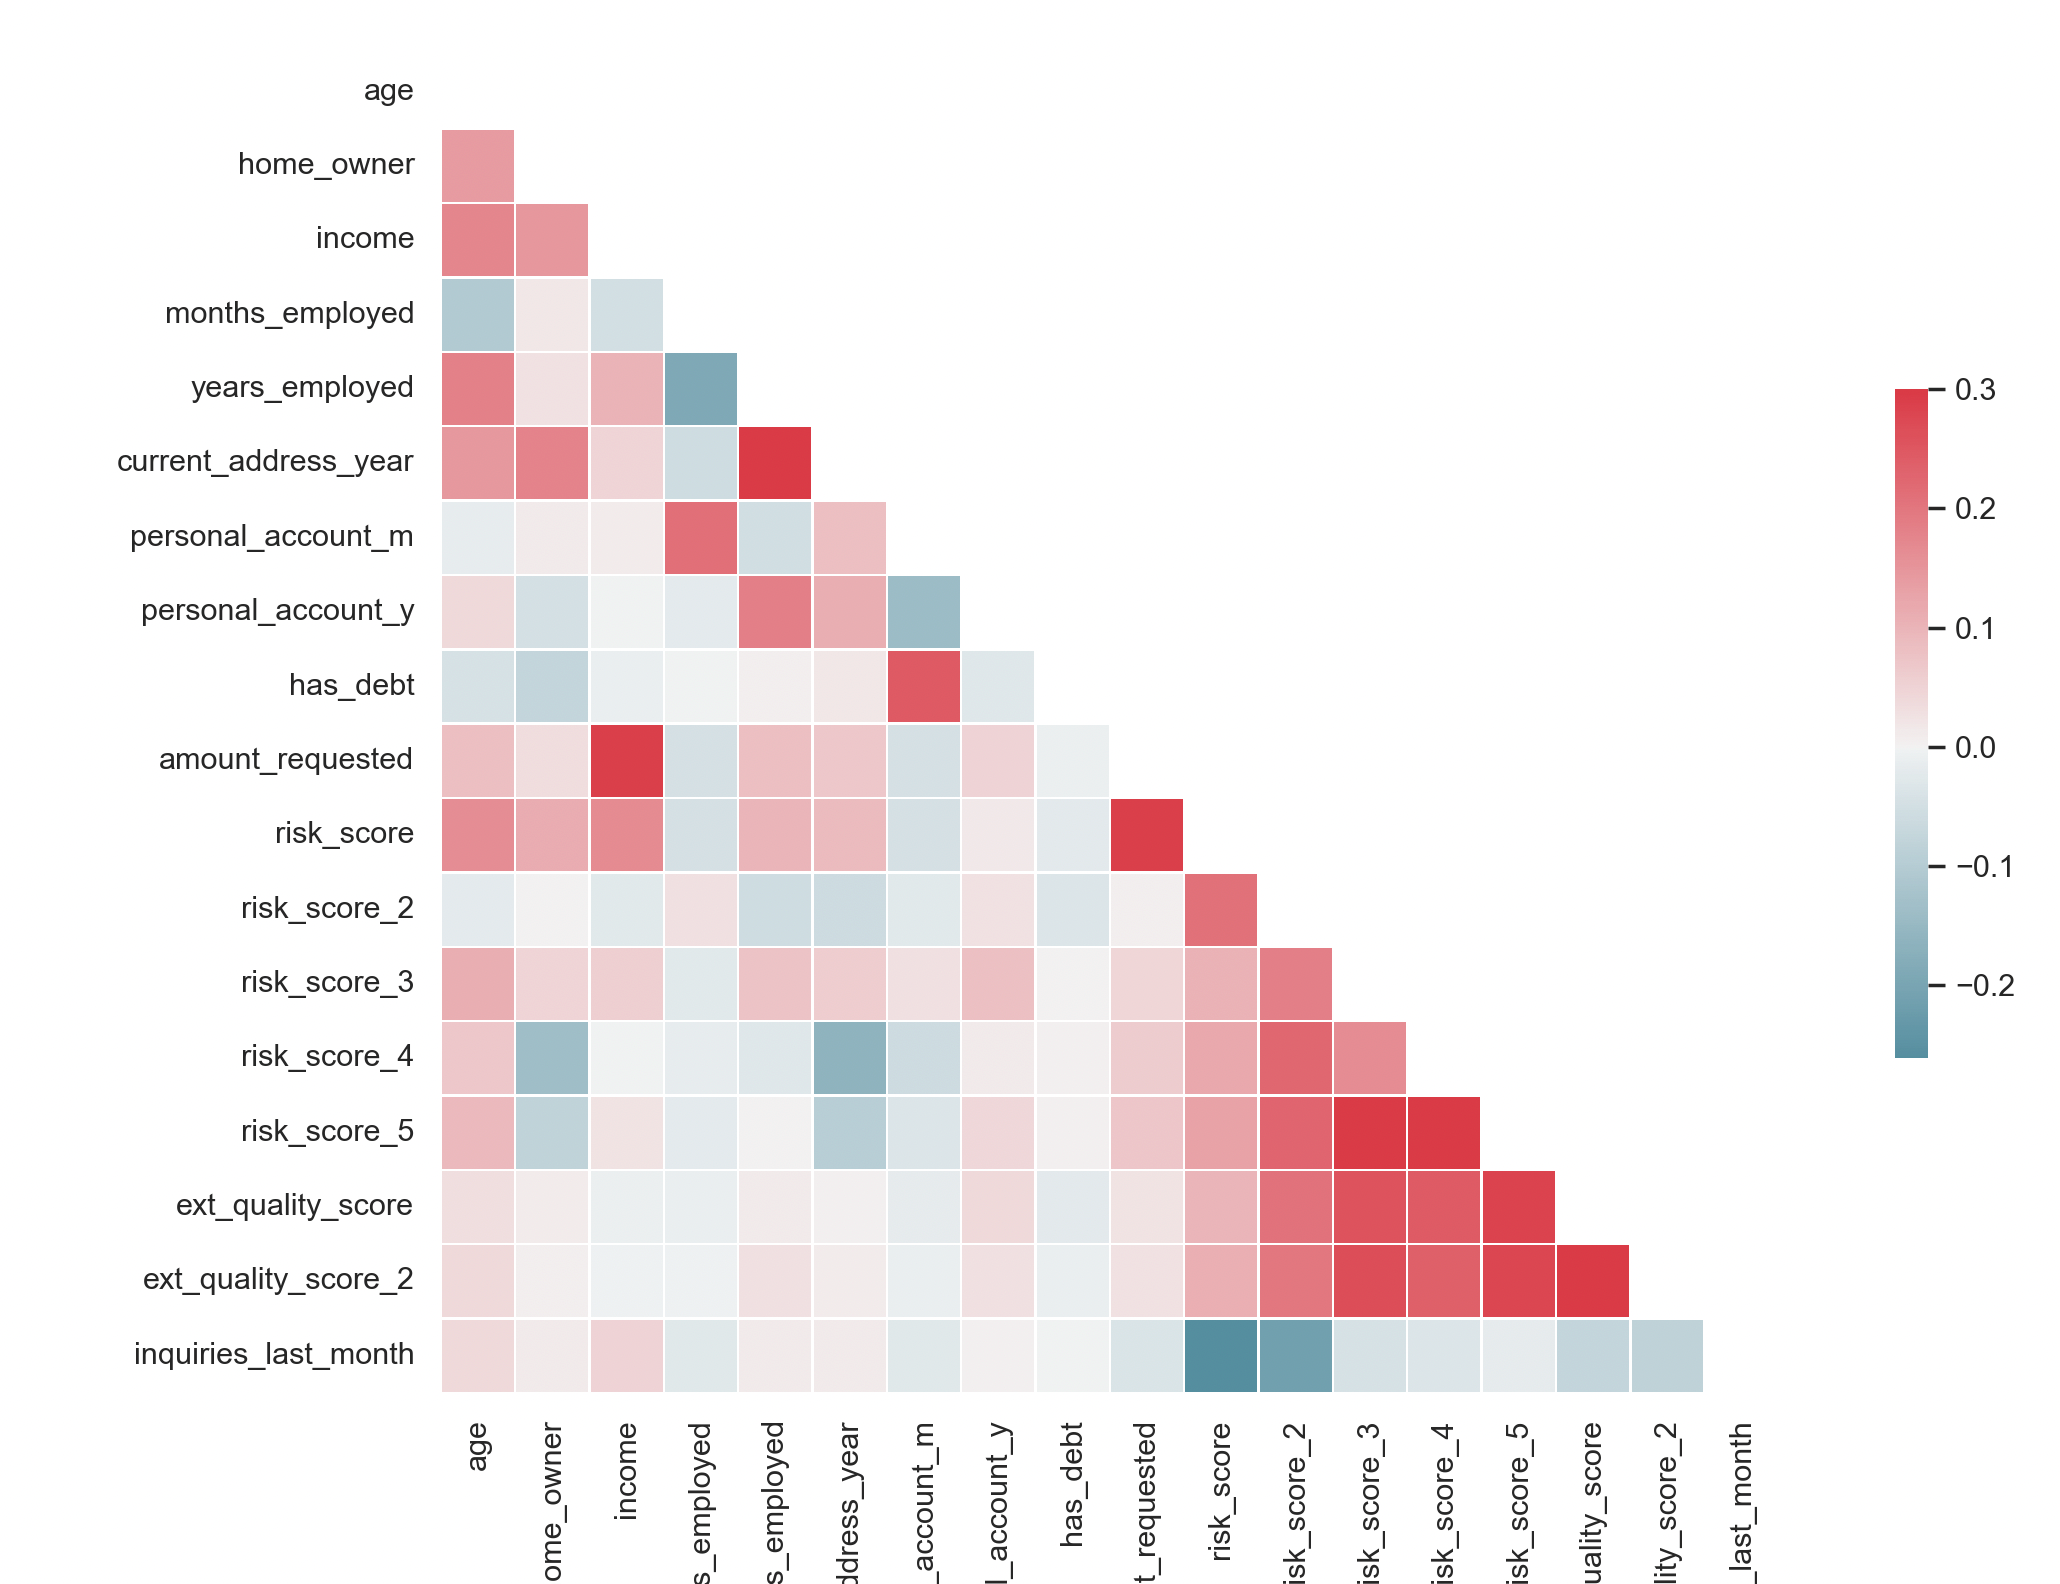 age
home_owner
income
months_employed
years_employed
current_address_year
personal_account_m
personal_account_y
has_debt
amount_requested
risk_score
risk_score_2
risk_score_3
risk_score_4
risk_score_5
ext_quality_score
ext_quality_score_2
inquiries_last_month
0.3
0.2
0.1
0.0
−0.1
−0.2
age
ome_owner
income
s_employed
s_employed
ddress_year
_account_m
l_account_y
has_debt
t_requested
risk_score
isk_score_2
isk_score_3
isk_score_4
isk_score_5
uality_score
lity_score_2
_last_month